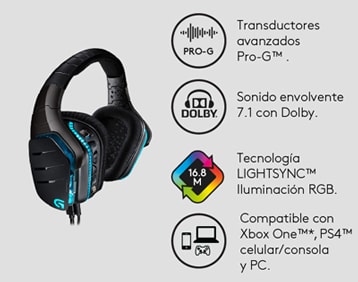 PRO-G
Transductores
avanzados
Pro-G™ .
DOLBY.
Sonido envolvente
7.1 con Dolby.
16.8
M
Tecnología
LIGHTSYNC™
Iluminación RGB.
Compatible con
Xbox One™*, PS4™
celular/consola
y PC.